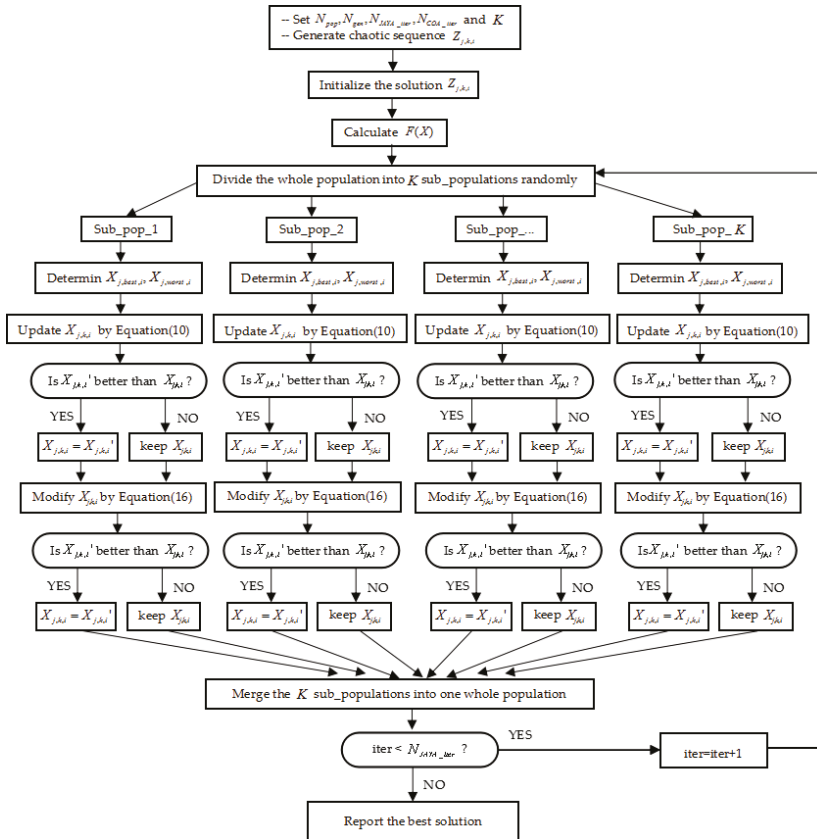 -- Set N_pop, N_gen, N_JAYA_iter, N_COA_iter and K
-- Generate chaotic sequence Z_j,k,i
Initialize the solution Z_j,k,i
Calculate F(X)
Divide the whole population into K sub_populations randomly
Sub_pop_1
Sub_pop_2
Sub_pop_...
Sub_pop_K
Determin X_j,best,i, X_j,worst,i
Determin X_j,best,i, X_j,worst,i
Determin X_j,best,i, X_j,worst,i
Determin X_j,best,i, X_j,worst,i
Update X_j,k,i by Equation(10)
Update X_j,k,i by Equation(10)
Update X_j,k,i by Equation(10)
Update X_j,k,i by Equation(10)
Is X_j,k,i' better than X_j,k,i ?
Is X_j,k,i' better than X_j,k,i ?
Is X_j,k,i' better than X_j,k,i ?
Is X_j,k,i' better than X_j,k,i ?
YES NO
YES NO
YES NO
YES NO
X_j,k,i = X_j,k,i' keep X_j,k,i
X_j,k,i = X_j,k,i' keep X_j,k,i
X_j,k,i = X_j,k,i' keep X_j,k,i
X_j,k,i = X_j,k,i' keep X_j,k,i
Modify X_j,k,i by Equation(16)
Modify X_j,k,i by Equation(16)
Modify X_j,k,i by Equation(16)
Modify X_j,k,i by Equation(16)
Is X_j,k,i' better than X_j,k,i ?
Is X_j,k,i' better than X_j,k,i ?
Is X_j,k,i' better than X_j,k,i ?
Is X_j,k,i' better than X_j,k,i ?
YES NO
YES NO
YES NO
YES NO
X_j,k,i = X_j,k,i' keep X_j,k,i
X_j,k,i = X_j,k,i' keep X_j,k,i
X_j,k,i = X_j,k,i' keep X_j,k,i
X_j,k,i = X_j,k,i' keep X_j,k,i
Merge the K sub_populations into one whole population
iter < N_JAYA_iter ?
YES
iter=iter+1
NO
Report the best solution